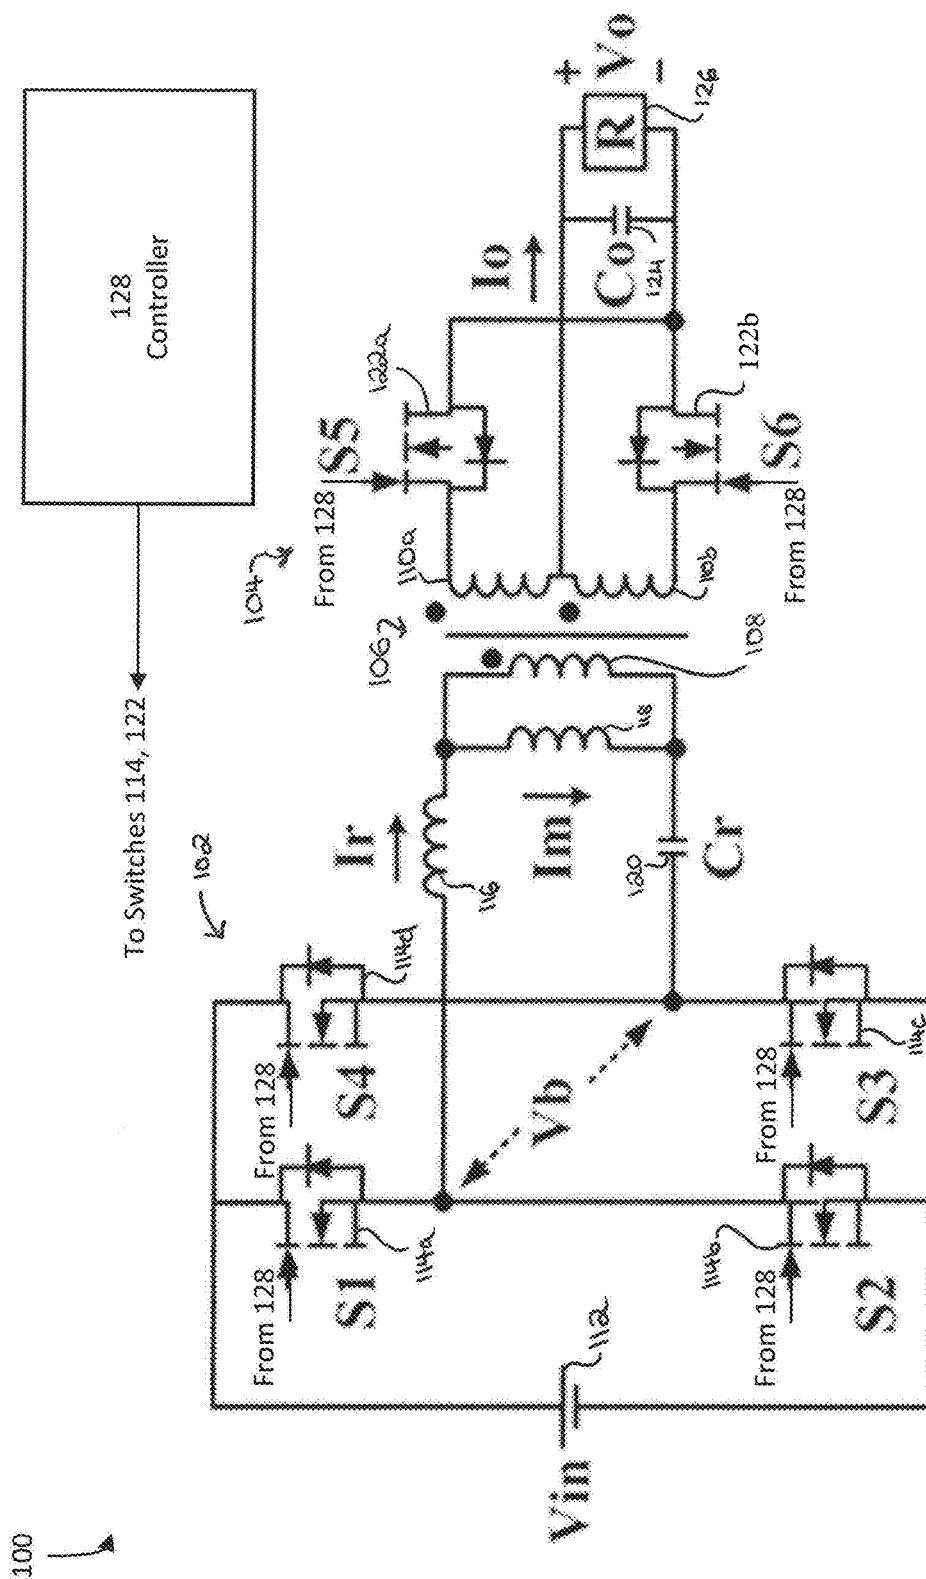 100
128
Controller
To Switches 114, 122
102
104
From 128
S5
122a
Io
110a
1062
From 128
S4
114d
Ir
116
From 128
S1
114a
Vin
112
Vb
Im
118
108
Co
124
R
126
+
Vo
−
110b
122b
S6
From 128
120
Cr
From 128
114b
S2
From 128
114c
S3